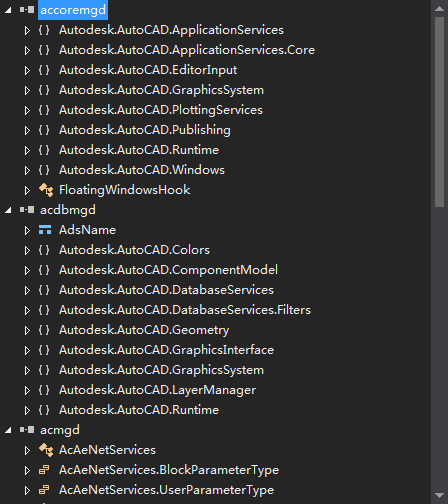 accoremgd
Autodesk.AutoCAD.ApplicationServices
Autodesk.AutoCAD.ApplicationServices.Core
Autodesk.AutoCAD.EditorInput
Autodesk.AutoCAD.GraphicsSystem
Autodesk.AutoCAD.PlottingServices
Autodesk.AutoCAD.Publishing
Autodesk.AutoCAD.Runtime
Autodesk.AutoCAD.Windows
FloatingWindowsHook
acdbmgd
AdsName
Autodesk.AutoCAD.Colors
Autodesk.AutoCAD.ComponentModel
Autodesk.AutoCAD.DatabaseServices
Autodesk.AutoCAD.DatabaseServices.Filters
Autodesk.AutoCAD.Geometry
Autodesk.AutoCAD.GraphicsInterface
Autodesk.AutoCAD.GraphicsSystem
Autodesk.AutoCAD.LayerManager
Autodesk.AutoCAD.Runtime
acmgd
AcAeNetServices
AcAeNetServices.BlockParameterType
AcAeNetServices.UserParameterType